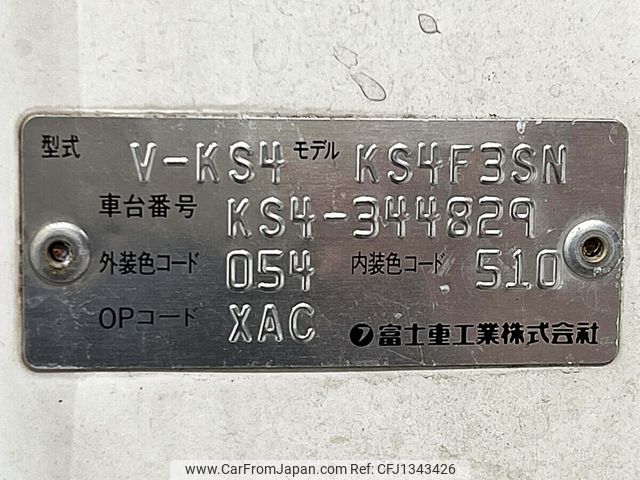 型式 V-KS4 モデル KS4F3SN
車台番号 KS4-344829
外装色コード 054 内装色コード 510
OPコード XAC フ 富士重工業株式会社
www.CarFromJapan.com Ref No.: CFJ1343426